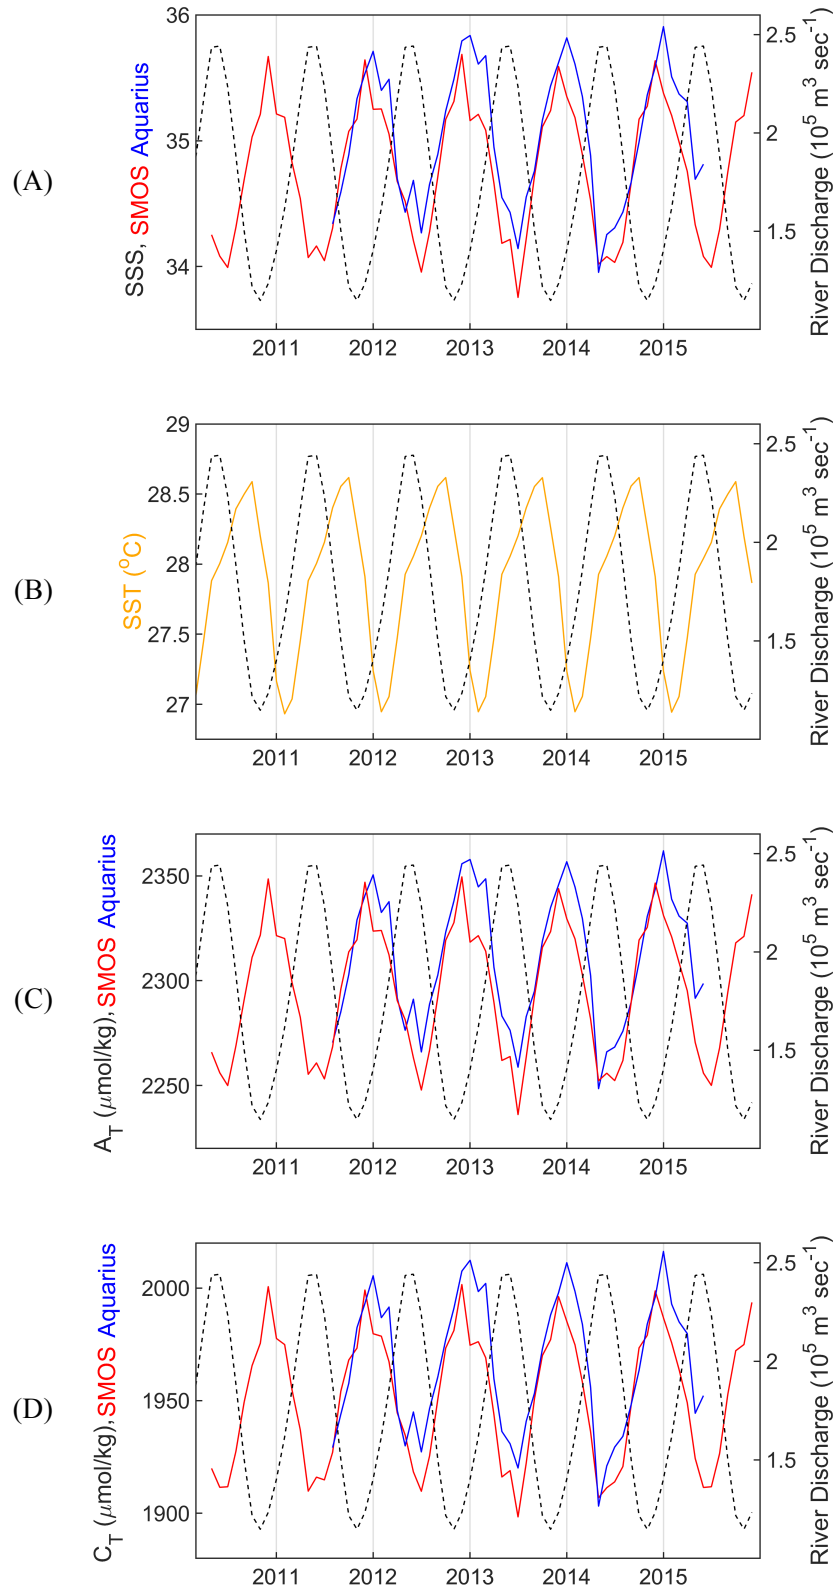 (A)
SSS, SMOS Aquarius
36
35
34
2.5
2
1.5
River Discharge (10^5 m^3 sec^-1)
2011 2012 2013 2014 2015
(B)
SST (^oC)
29
28.5
28
27.5
27
2.5
2
1.5
River Discharge (10^5 m^3 sec^-1)
2011 2012 2013 2014 2015
(C)
A_T (μmol/kg), SMOS Aquarius
2350
2300
2250
2.5
2
1.5
River Discharge (10^5 m^3 sec^-1)
2011 2012 2013 2014 2015
(D)
C_T (μmol/kg), SMOS Aquarius
2000
1950
1900
2.5
2
1.5
River Discharge (10^5 m^3 sec^-1)
2011 2012 2013 2014 2015